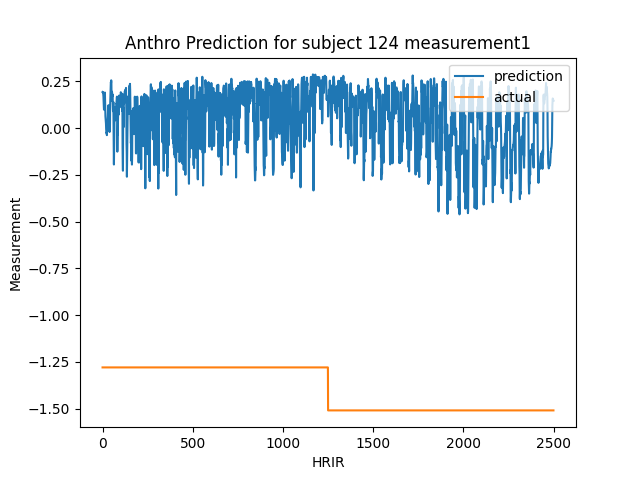 Anthro Prediction for subject 124 measurement1
prediction
actual
0.25
0.00
−0.25
−0.50
−0.75
−1.00
−1.25
−1.50
Measurement
0 500 1000 1500 2000 2500
HRIR